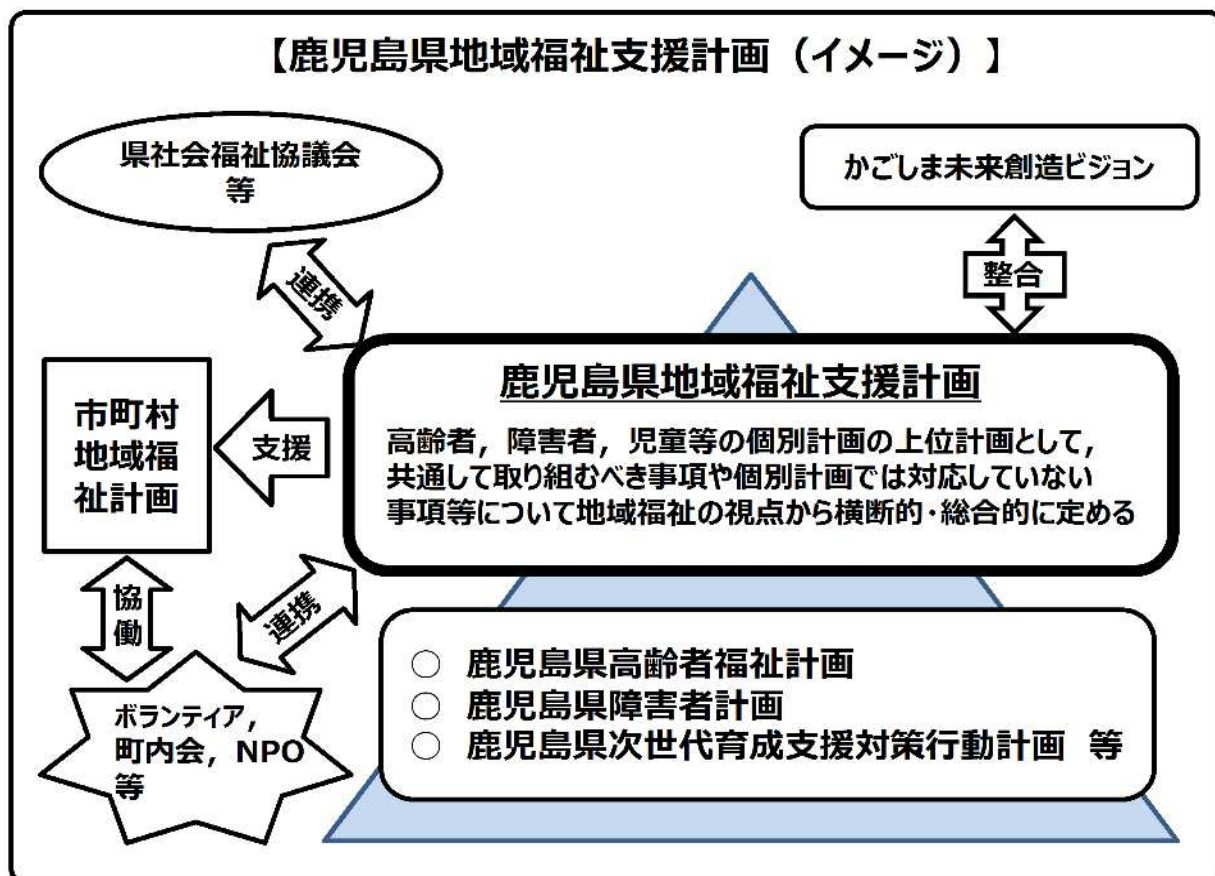 【鹿児島県地域福祉支援計画（イメージ）】
県社会福祉協議会
等
かごしま未来創造ビジョン
連携
整合
鹿児島県地域福祉支援計画
高齢者，障害者，児童等の個別計画の上位計画として，
共通して取り組むべき事項や個別計画では対応していない
事項等について地域福祉の視点から横断的・総合的に定める
市町村
地域福
祉計画
支援
協
働
連携
ボランティア，
町内会，NPO
等
○ 鹿児島県高齢者福祉計画
○ 鹿児島県障害者計画
○ 鹿児島県次世代育成支援対策行動計画 等